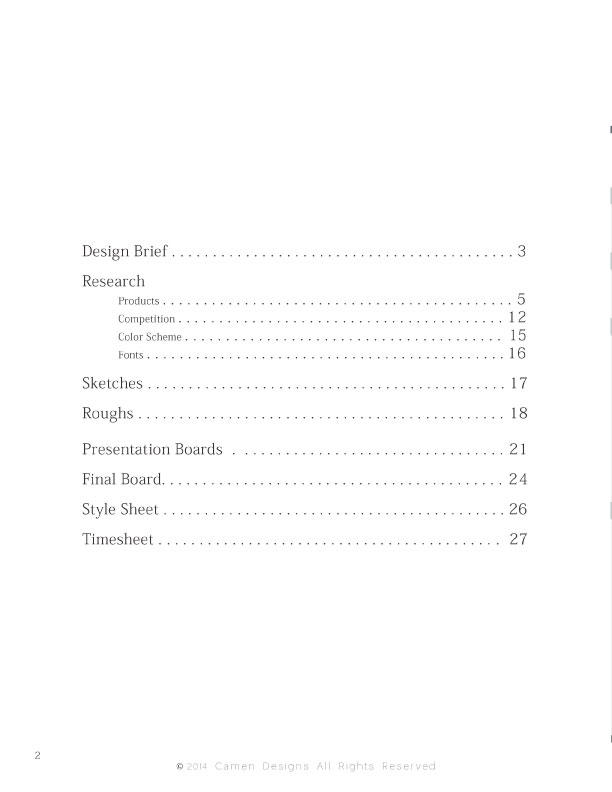 Design Brief . . . . . . . . . . . . . . . . . . . . . . . . . . . . . . . . . . . . . . . . . . 3
Research
Products . . . . . . . . . . . . . . . . . . . . . . . . . . . . . . . . . . . . . . . . . . . 5
Competition . . . . . . . . . . . . . . . . . . . . . . . . . . . . . . . . . . . . . . . . 12
Color Scheme . . . . . . . . . . . . . . . . . . . . . . . . . . . . . . . . . . . . . . . 15
Fonts . . . . . . . . . . . . . . . . . . . . . . . . . . . . . . . . . . . . . . . . . . . . 16
Sketches . . . . . . . . . . . . . . . . . . . . . . . . . . . . . . . . . . . . . . . . . . . . 17
Roughs . . . . . . . . . . . . . . . . . . . . . . . . . . . . . . . . . . . . . . . . . . . . . 18
Presentation Boards . . . . . . . . . . . . . . . . . . . . . . . . . . . . . . . . . 21
Final Board. . . . . . . . . . . . . . . . . . . . . . . . . . . . . . . . . . . . . . . . . . 24
Style Sheet . . . . . . . . . . . . . . . . . . . . . . . . . . . . . . . . . . . . . . . . . . 26
Timesheet . . . . . . . . . . . . . . . . . . . . . . . . . . . . . . . . . . . . . . . . . . 27
2
© 2014 Camen Designs All Rights Reserved